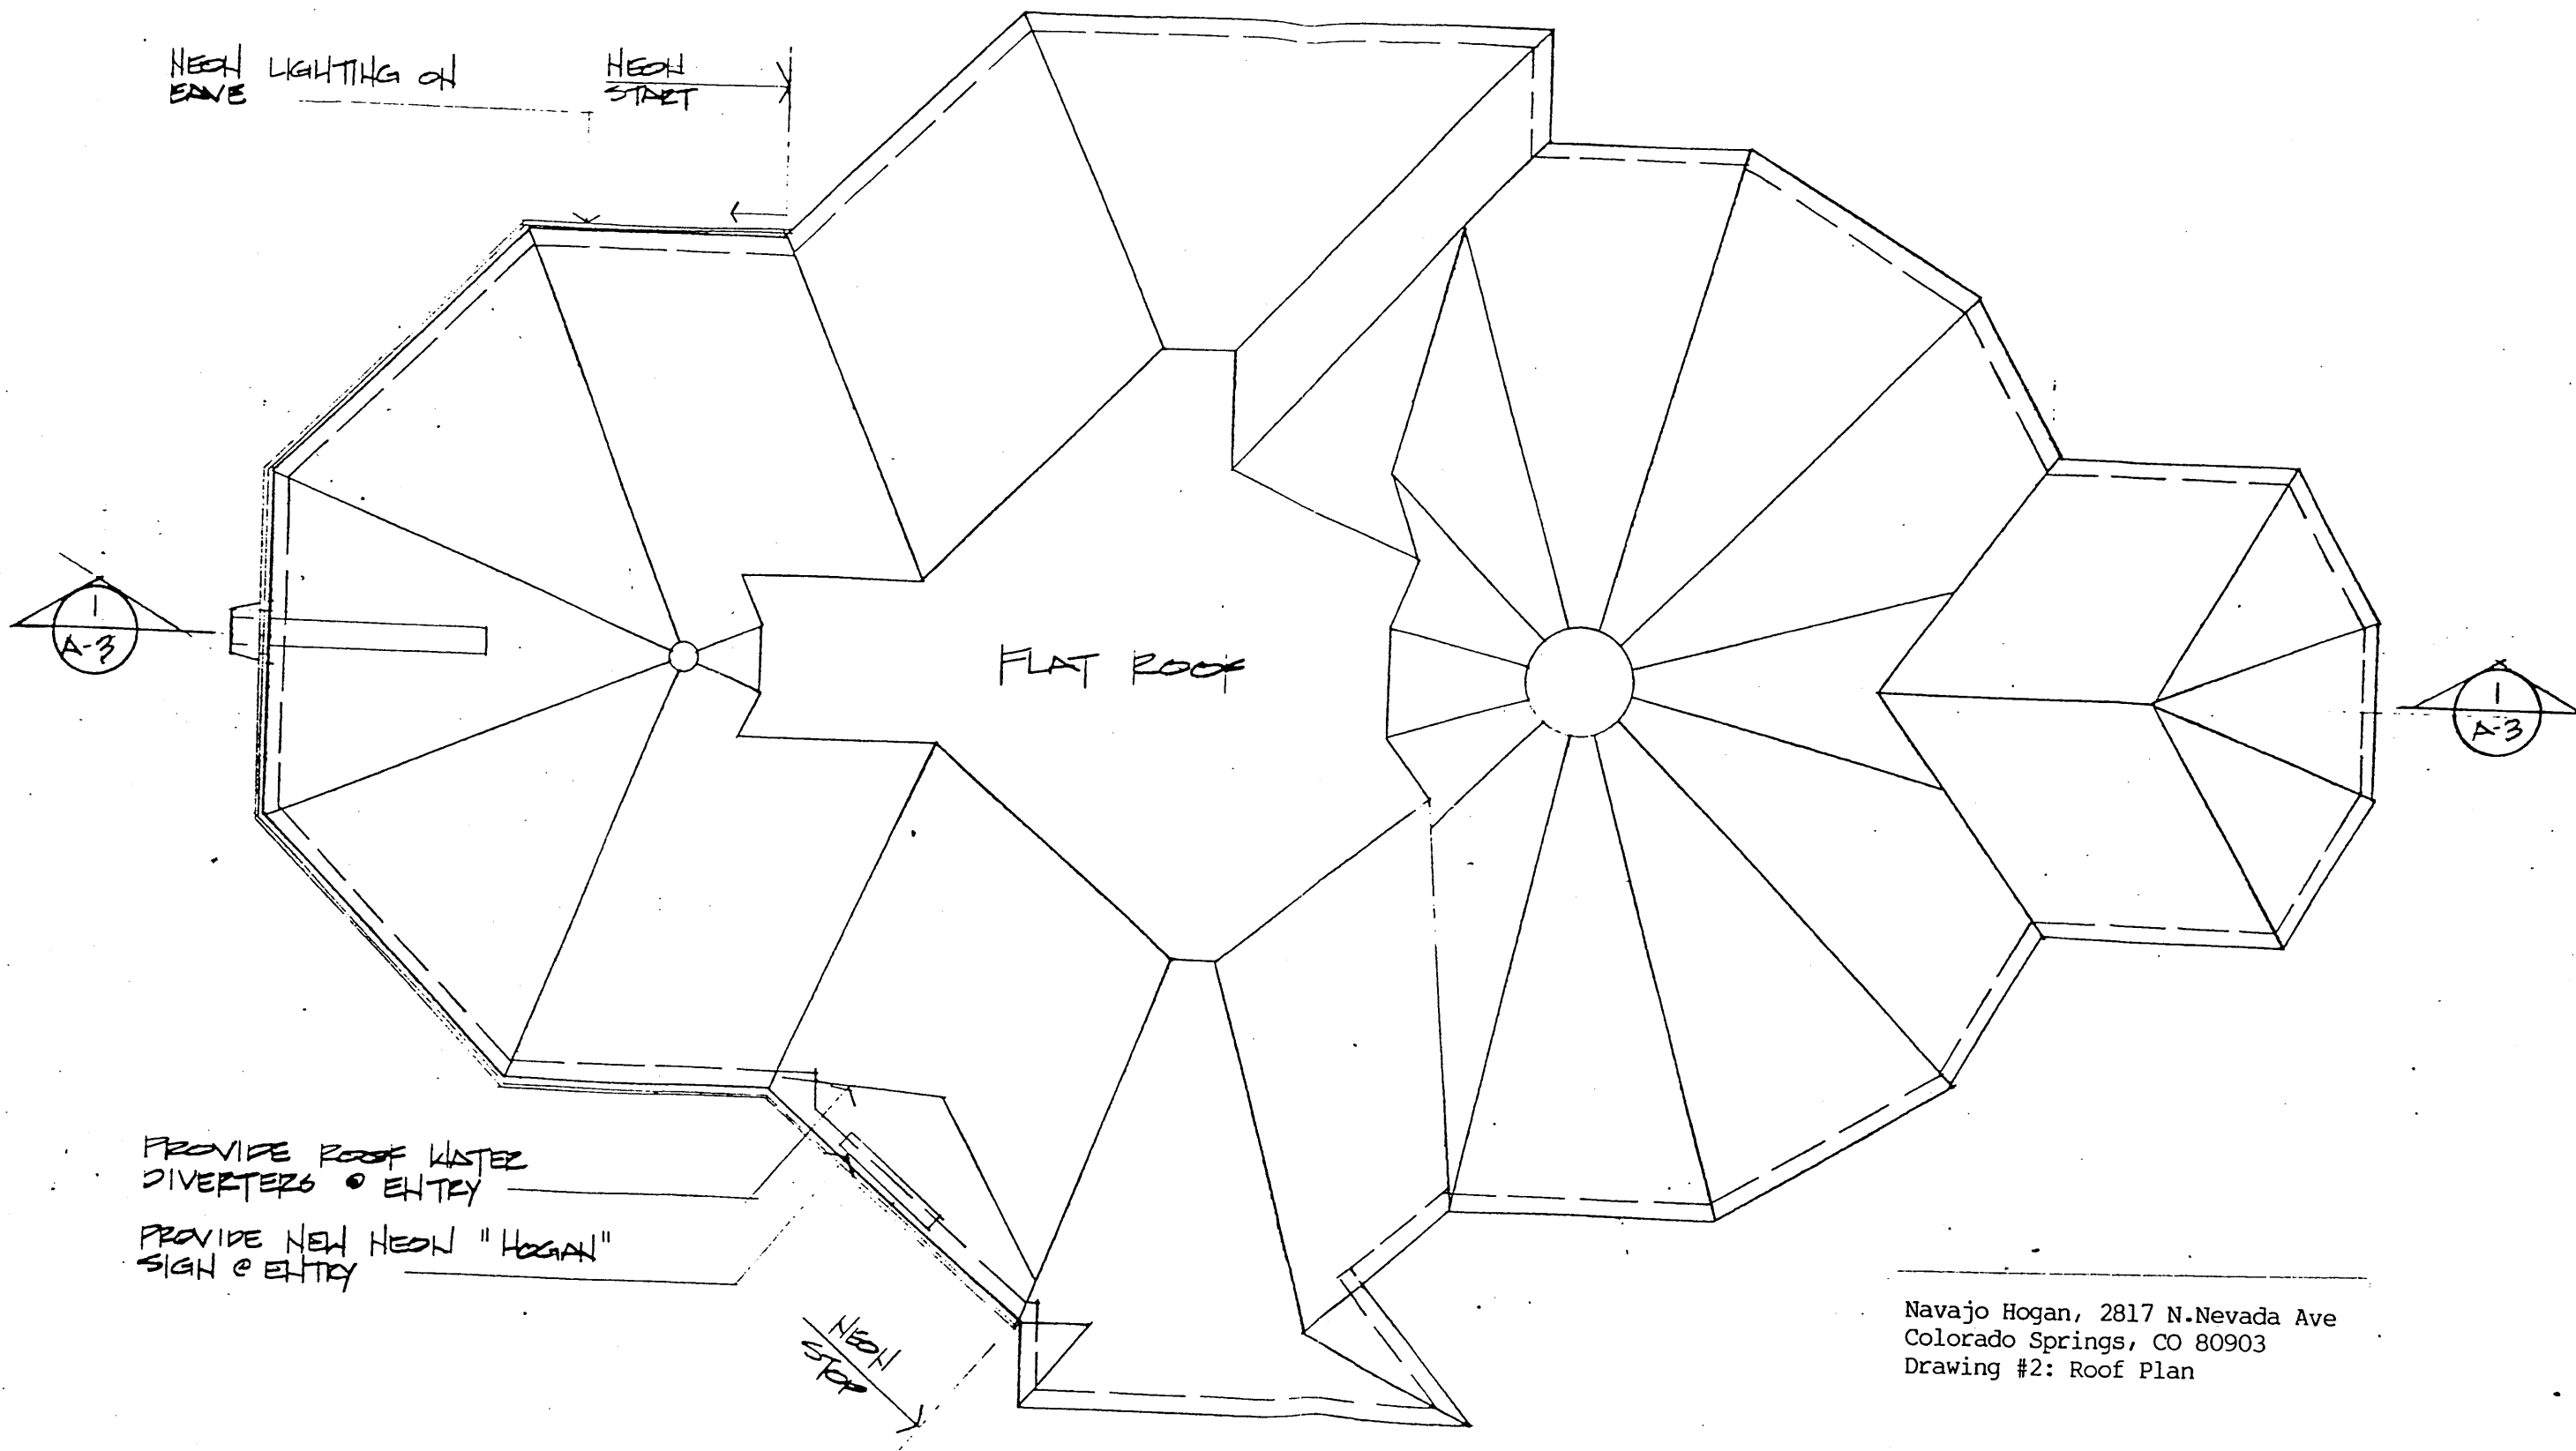 NEON LIGHTING ON
EAVE
NEON
START
FLAT ROOF
1
A-3
1
A-3
PROVIDE ROOF WATER
DIVERTERS @ ENTRY
PROVIDE NEW NEON "HOGAN"
SIGN @ ENTRY
NEON
STOP
Navajo Hogan, 2817 N.Nevada Ave
Colorado Springs, CO 80903
Drawing #2: Roof Plan